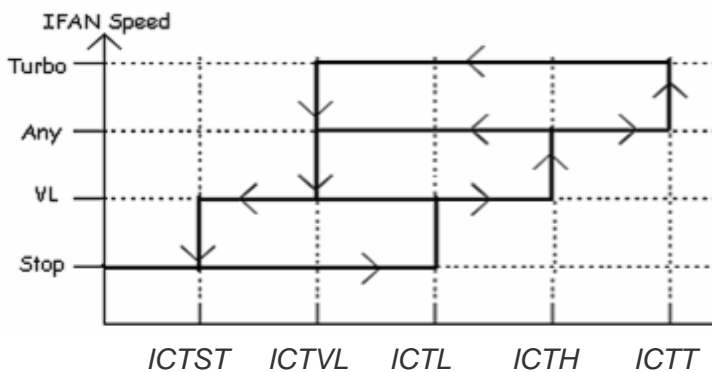 IFAN Speed
Turbo
Any
VL
Stop
ICTST ICTVL ICTL ICTH ICTT